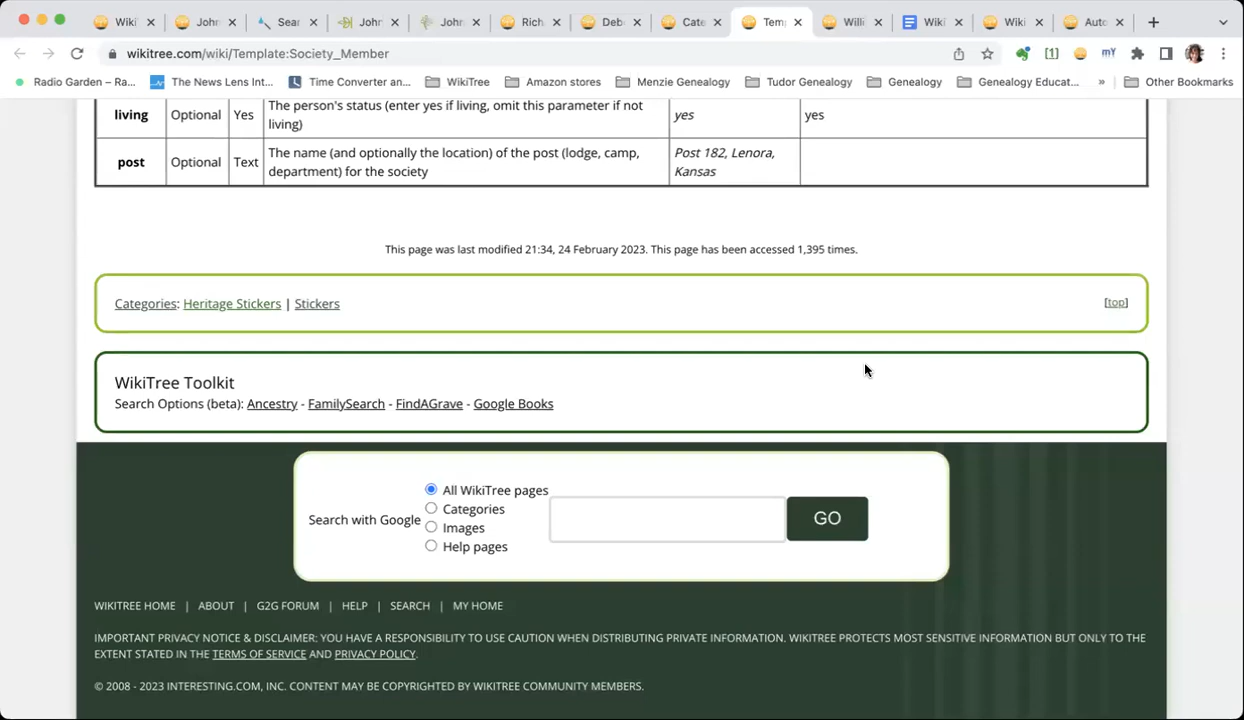 Wiki
John
Sear
John
John
Rich
Deb
Cate
Temp
Willi
Wiki
Wiki
Auto
wikitree.com/wiki/Template:Society_Member
[1]
mY
Radio Garden – Ra...
The News Lens Int...
Time Converter an...
WikiTree
Amazon stores
Menzie Genealogy
Tudor Genealogy
Genealogy
Genealogy Educat...
»
Other Bookmarks
living Optional Yes The person's status (enter yes if living, omit this parameter if not living) yes yes
post Optional Text The name (and optionally the location) of the post (lodge, camp, department) for the society Post 182, Lenora, Kansas
This page was last modified 21:34, 24 February 2023. This page has been accessed 1,395 times.
Categories: Heritage Stickers | Stickers
[top]
WikiTree Toolkit
Search Options (beta): Ancestry - FamilySearch - FindAGrave - Google Books
Search with Google
All WikiTree pages
Categories
Images
Help pages
GO
WIKITREE HOME | ABOUT | G2G FORUM | HELP | SEARCH | MY HOME
IMPORTANT PRIVACY NOTICE & DISCLAIMER: YOU HAVE A RESPONSIBILITY TO USE CAUTION WHEN DISTRIBUTING PRIVATE INFORMATION. WIKITREE PROTECTS MOST SENSITIVE INFORMATION BUT ONLY TO THE
EXTENT STATED IN THE TERMS OF SERVICE AND PRIVACY POLICY.
© 2008 - 2023 INTERESTING.COM, INC. CONTENT MAY BE COPYRIGHTED BY WIKITREE COMMUNITY MEMBERS.